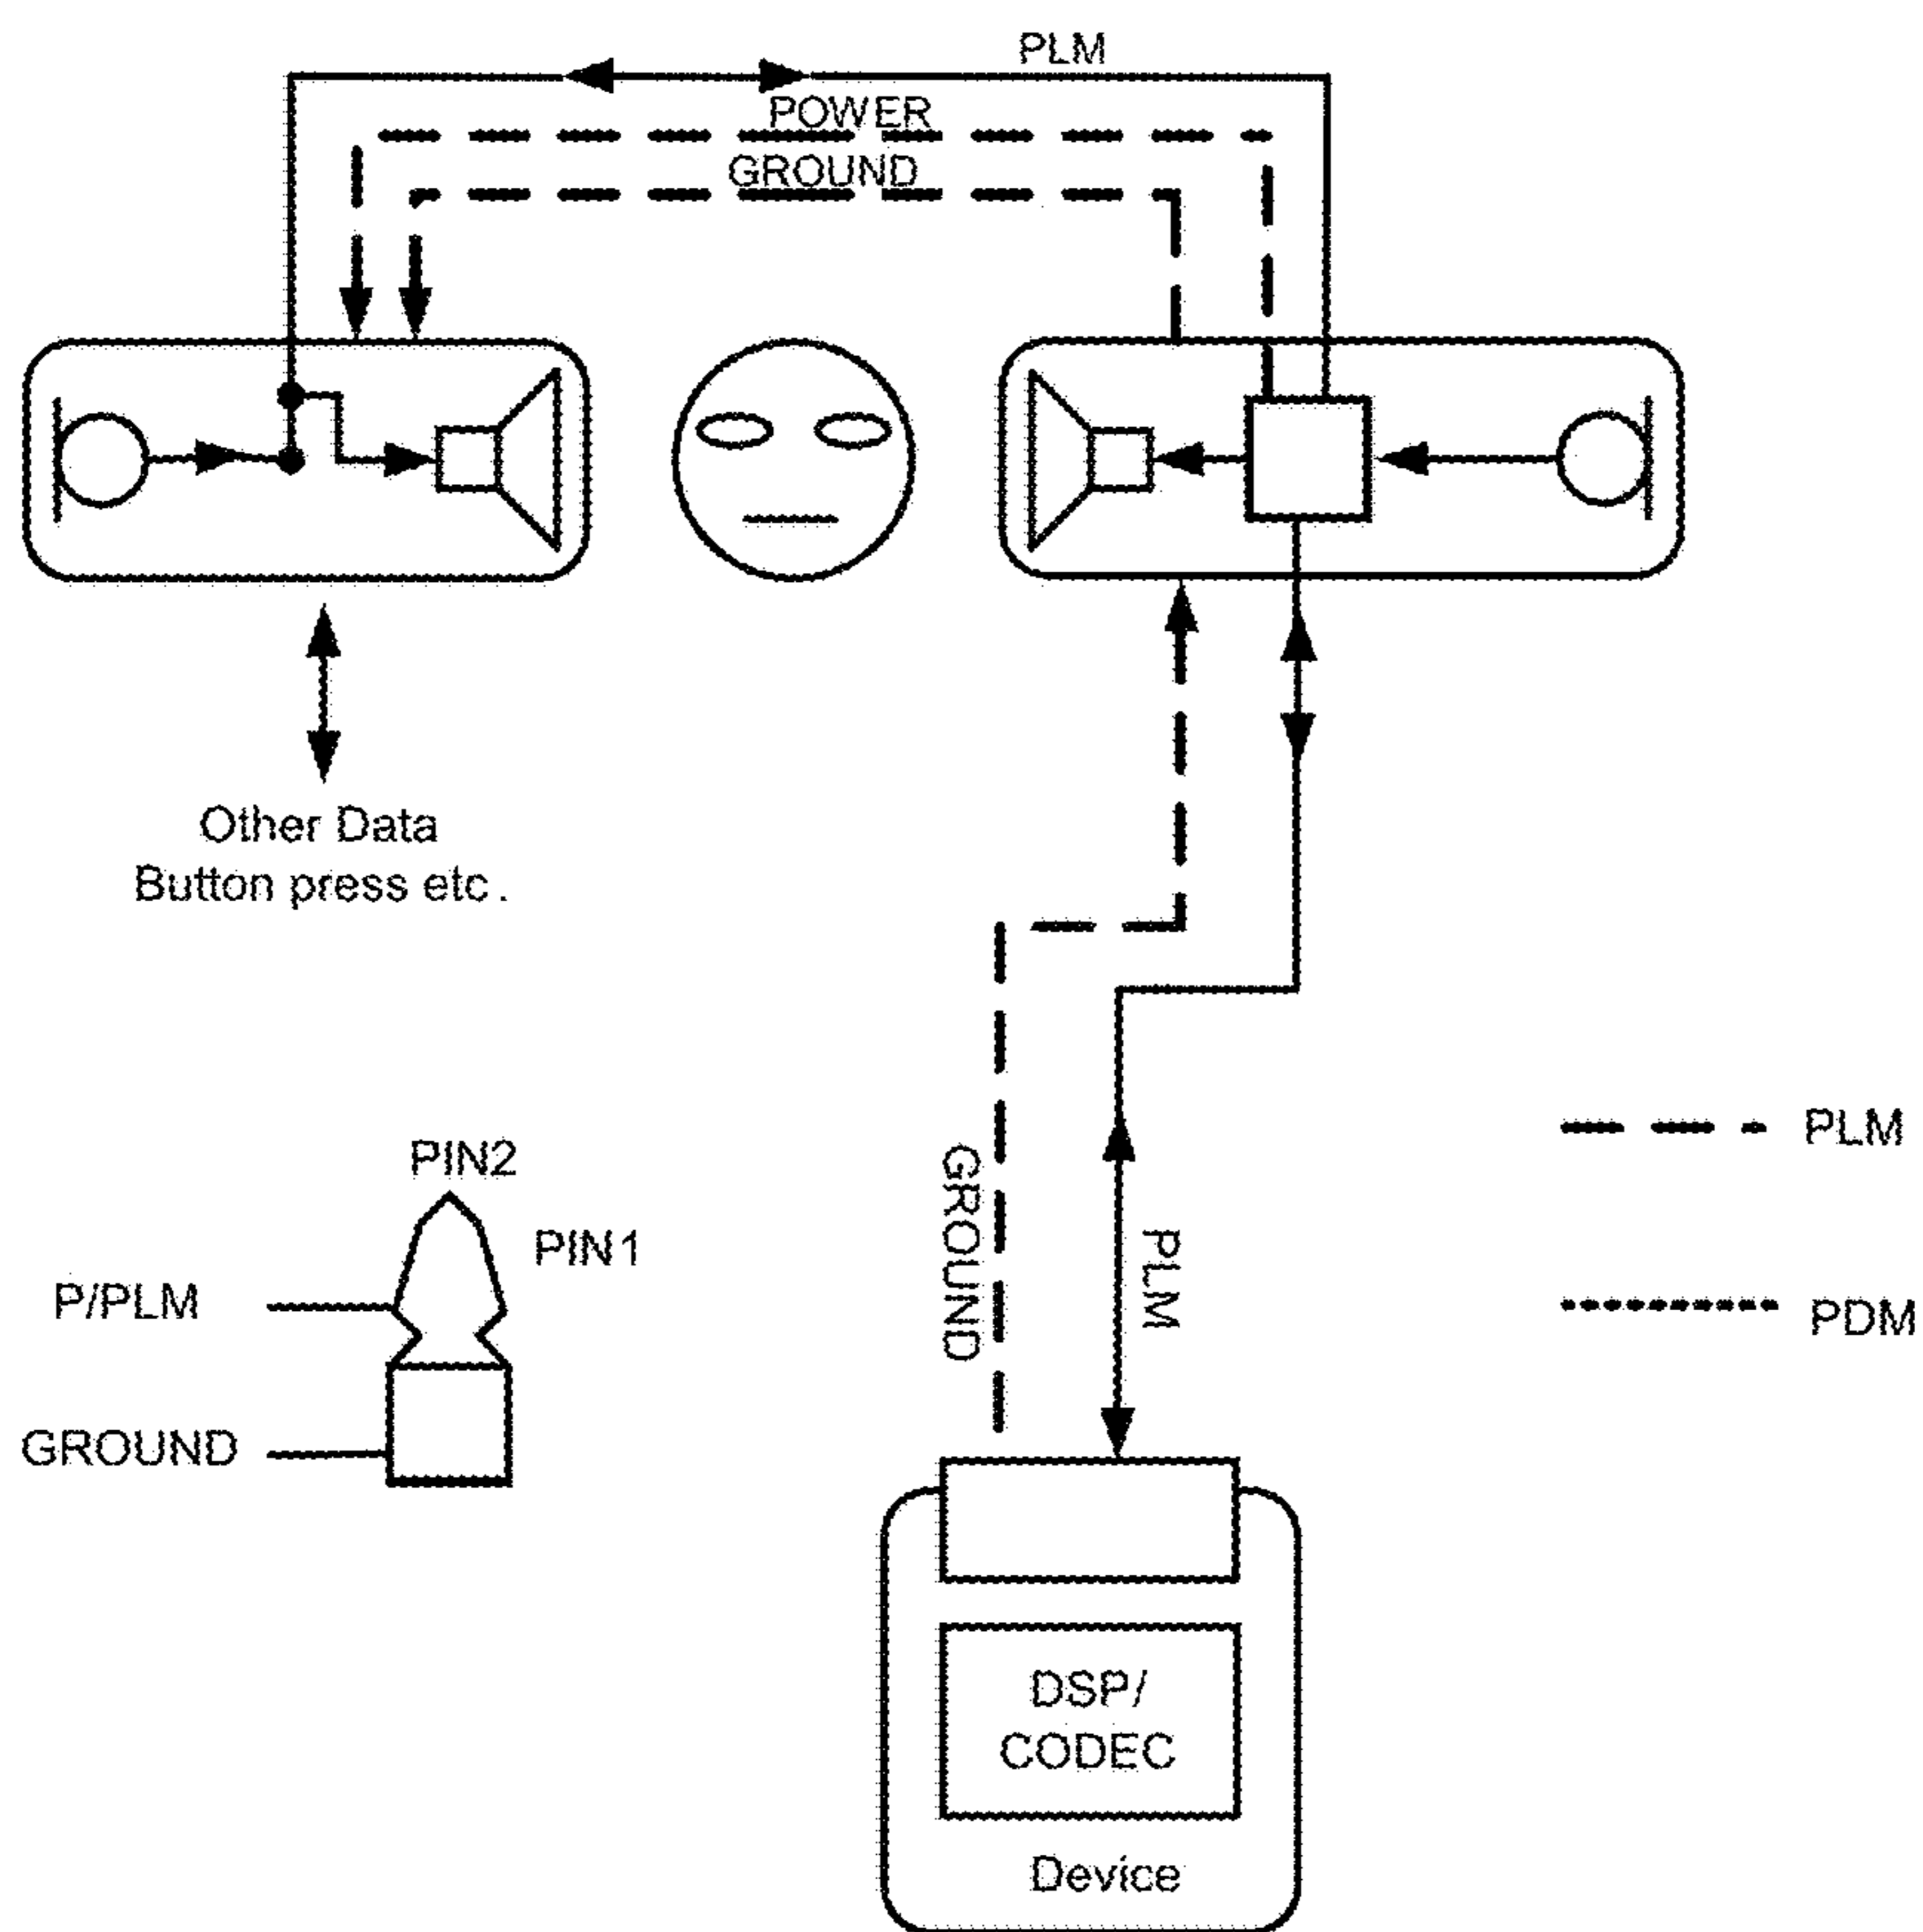 PLM
POWER
GROUND
Other Data
Button press etc.
PIN2
PIN1
P/PLM
GROUND
GROUND
PLM
PLM
PDM
DSP/
CODEC
Device